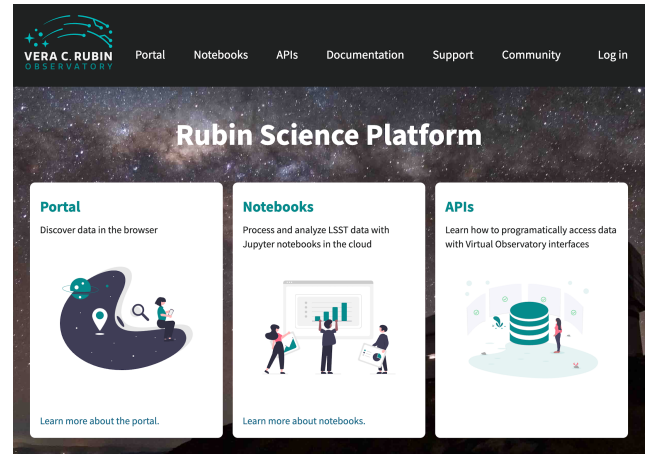 VERA C. RUBIN
OBSERVATORY
Portal
Notebooks
APIs
Documentation
Support
Community
Log in
Rubin Science Platform
Portal
Discover data in the browser
Learn more about the portal.
Notebooks
Process and analyze LSST data with
Jupyter notebooks in the cloud
Learn more about notebooks.
APIs
Learn how to programatically access data
with Virtual Observatory interfaces